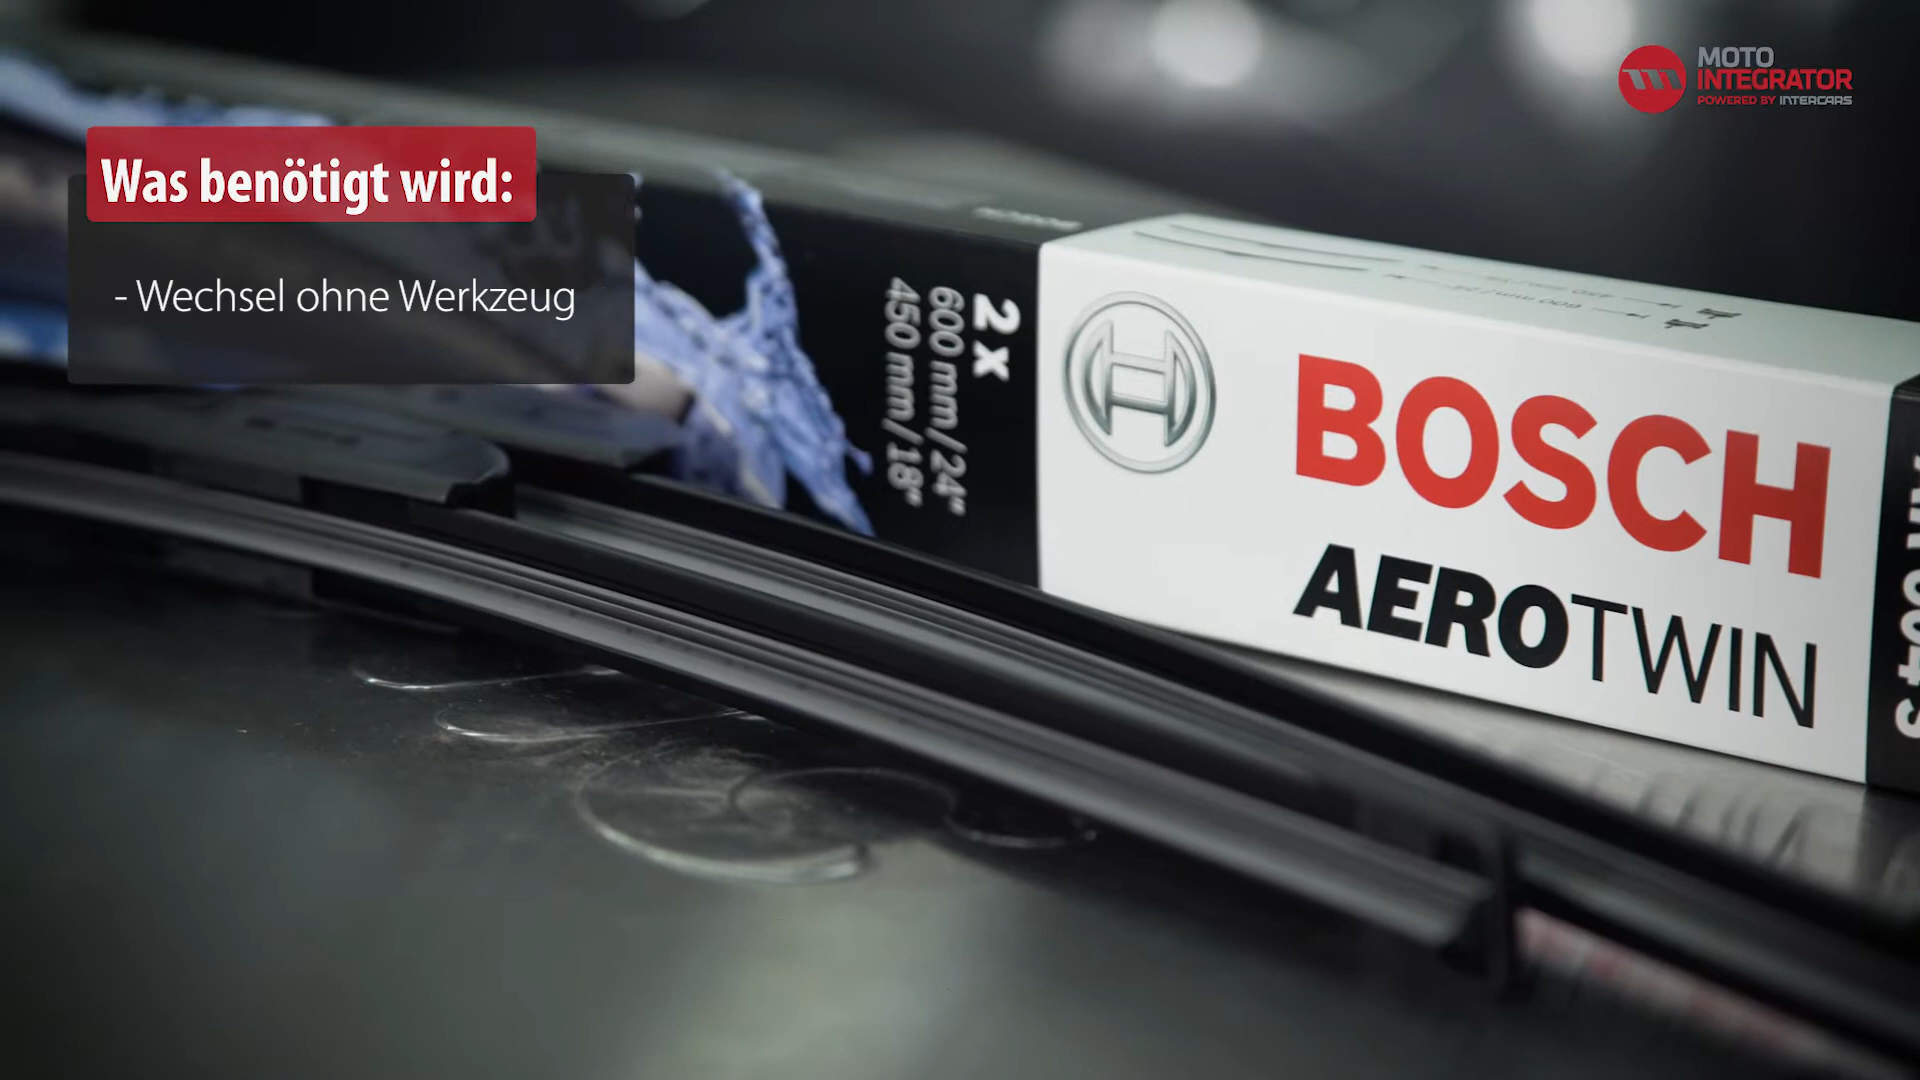 MOTO
INTEGRATOR
POWERED BY INTERCARS
Was benötigt wird:
- Wechsel ohne Werkzeug
2 x
600 mm/24"
450 mm/18"
BOSCH
AEROTWIN